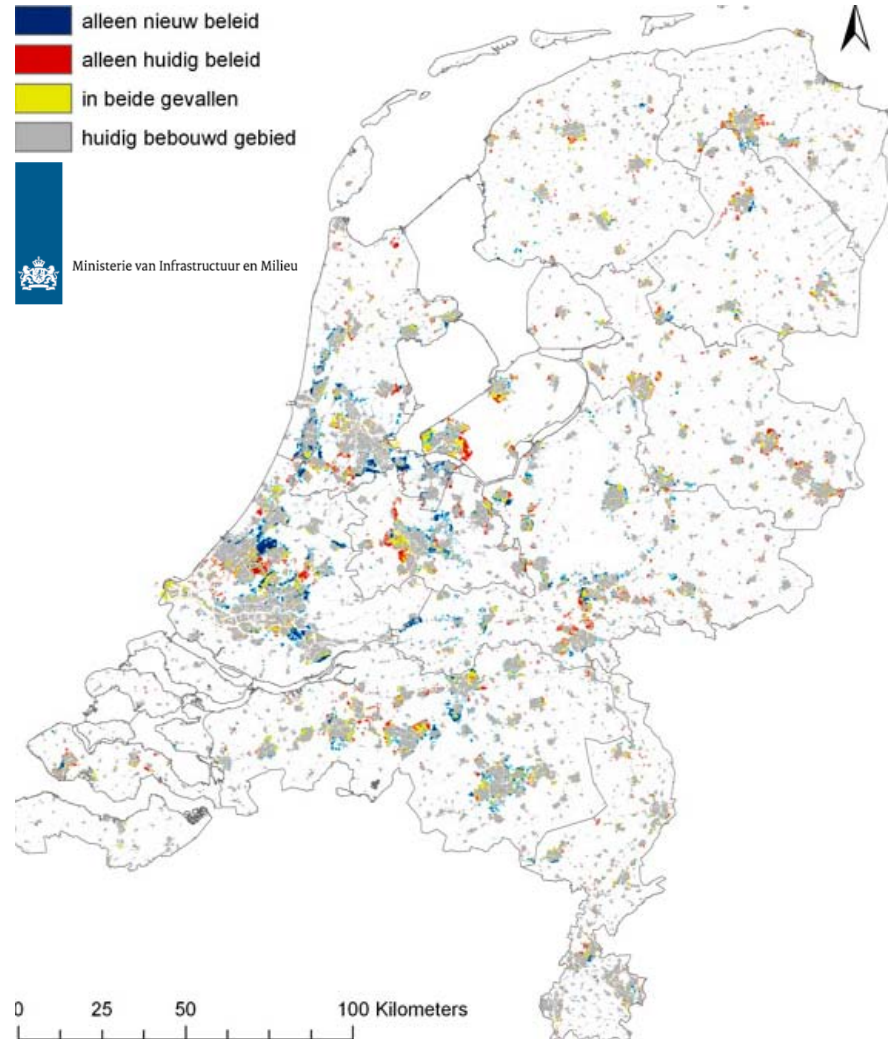 alleen nieuw beleid
alleen huidig beleid
in beide gevallen
huidig bebouwd gebied
Ministerie van Infrastructuur en Milieu
0 25 50 100 Kilometers